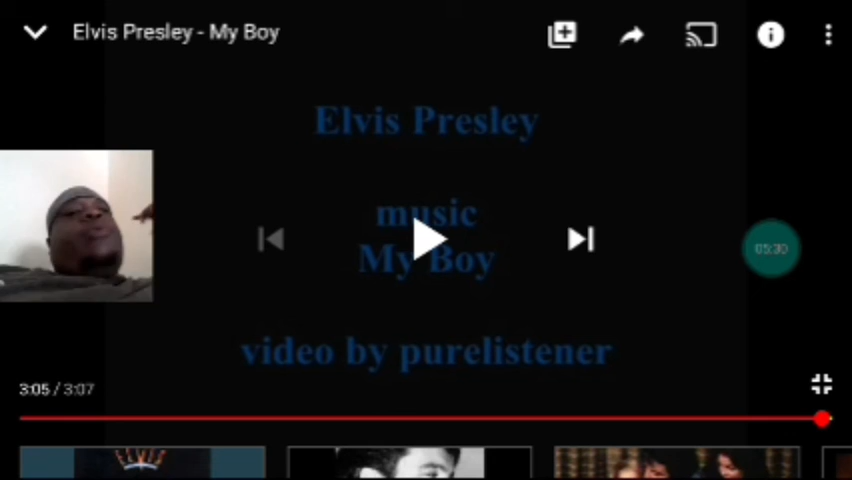 Elvis Presley - My Boy
Elvis Presley
music
My Boy
05:30
video by purelistener
3:05 / 3:07